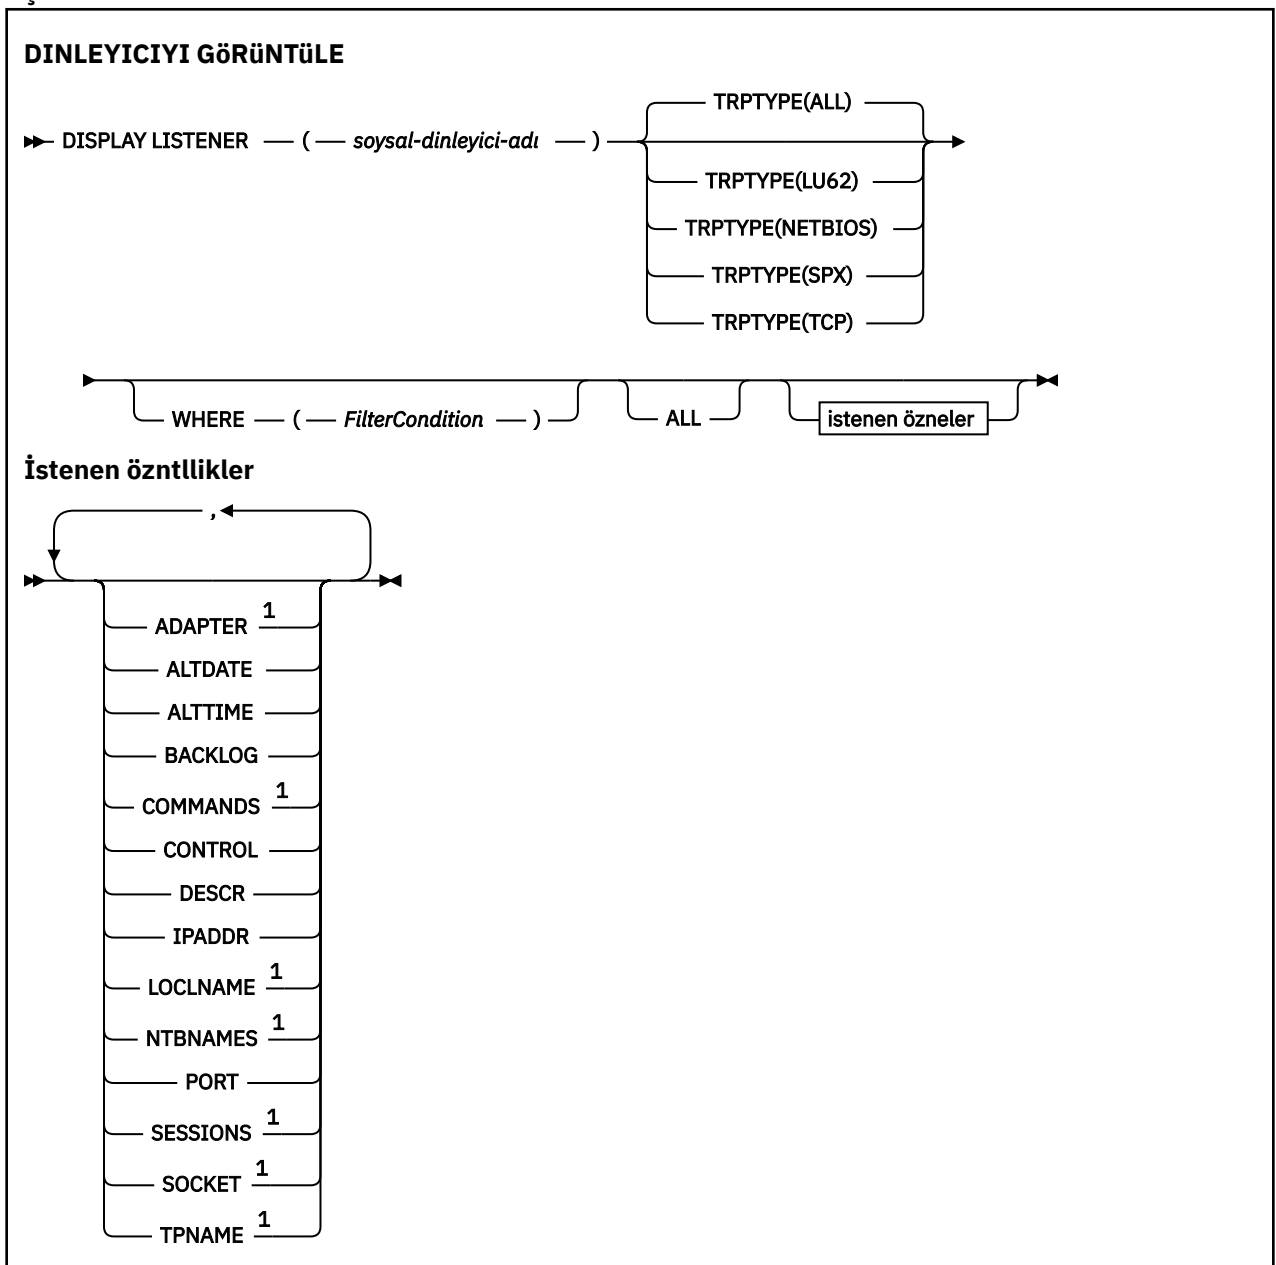 DINLEYICIYI GöRüNTüLE
TRPTYPE(ALL)
DISPLAY LISTENER ( soysal-dinleyici-adı )
TRPTYPE(LU62)
TRPTYPE(NETBIOS)
TRPTYPE(SPX)
TRPTYPE(TCP)
WHERE ( FilterCondition ) ALL istenen özneler
İstenen özntllikler
,
ADAPTER 1
ALTDATE
ALTTIME
BACKLOG
COMMANDS 1
CONTROL
DESCR
IPADDR
LOCLNAME 1
NTBNAMES 1
PORT
SESSIONS 1
SOCKET 1
TPNAME 1